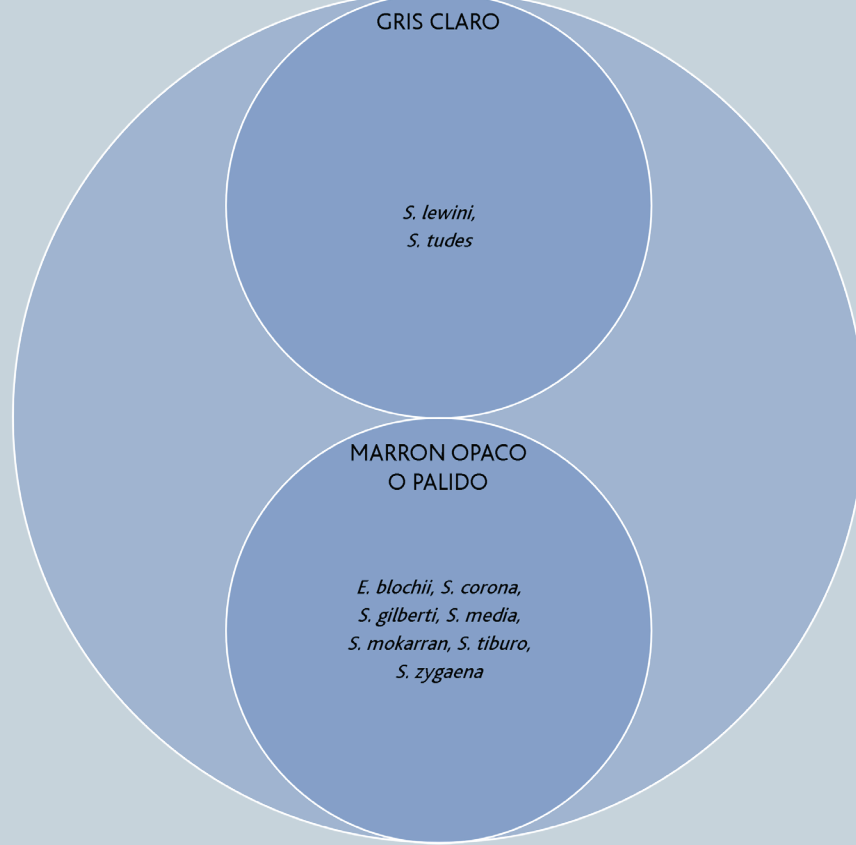 GRIS CLARO
S. lewini,
S. tudes
MARRON OPACO
O PALIDO
E. blochii, S. corona,
S. gilberti, S. media,
S. mokarran, S. tiburo,
S. zygaena